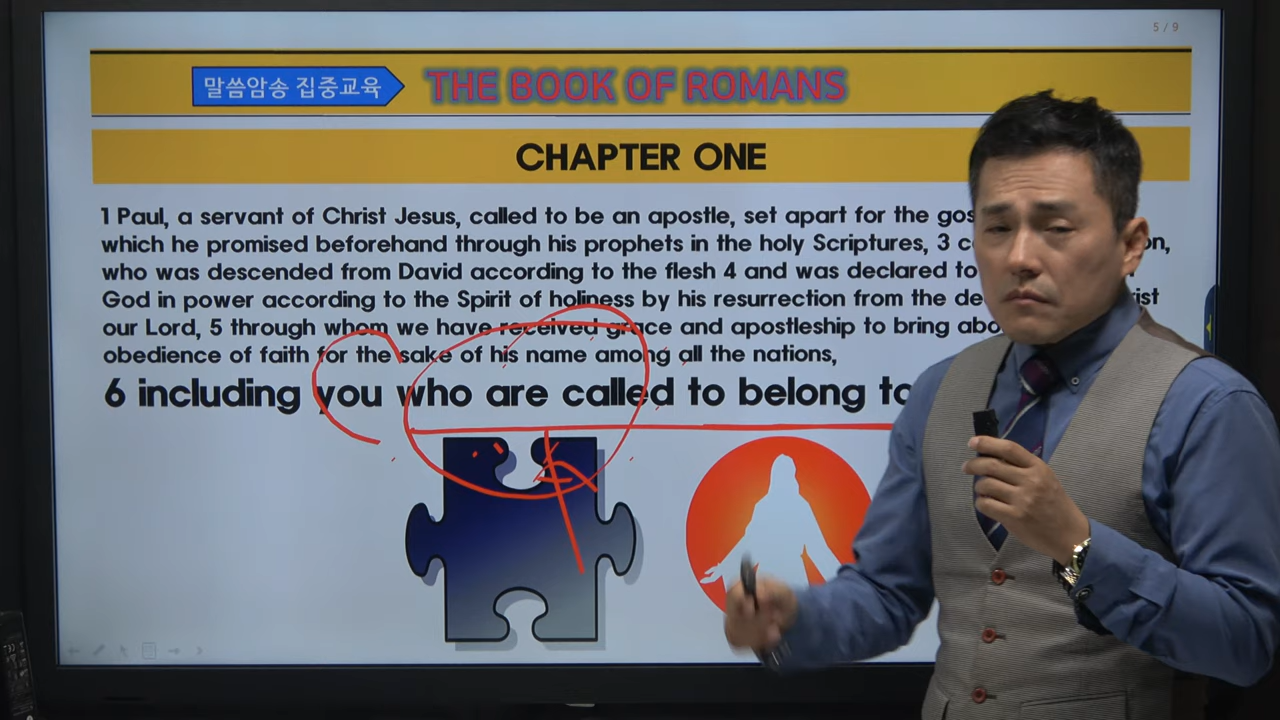 5 / 9
말씀암송 집중교육
THE BOOK OF ROMANS
CHAPTER ONE
1 Paul, a servant of Christ Jesus, called to be an apostle, set apart for the
which he promised beforehand through his prophets in the holy Scriptures, 3
who was descended from David according to the flesh 4 and was declared to
God in power according to the Spirit of holiness by his resurrection from the
our Lord, 5 through whom we have received grace and apostleship to bring
obedience of faith for the sake of his name among all the nations,
6 including you who are called to belong to